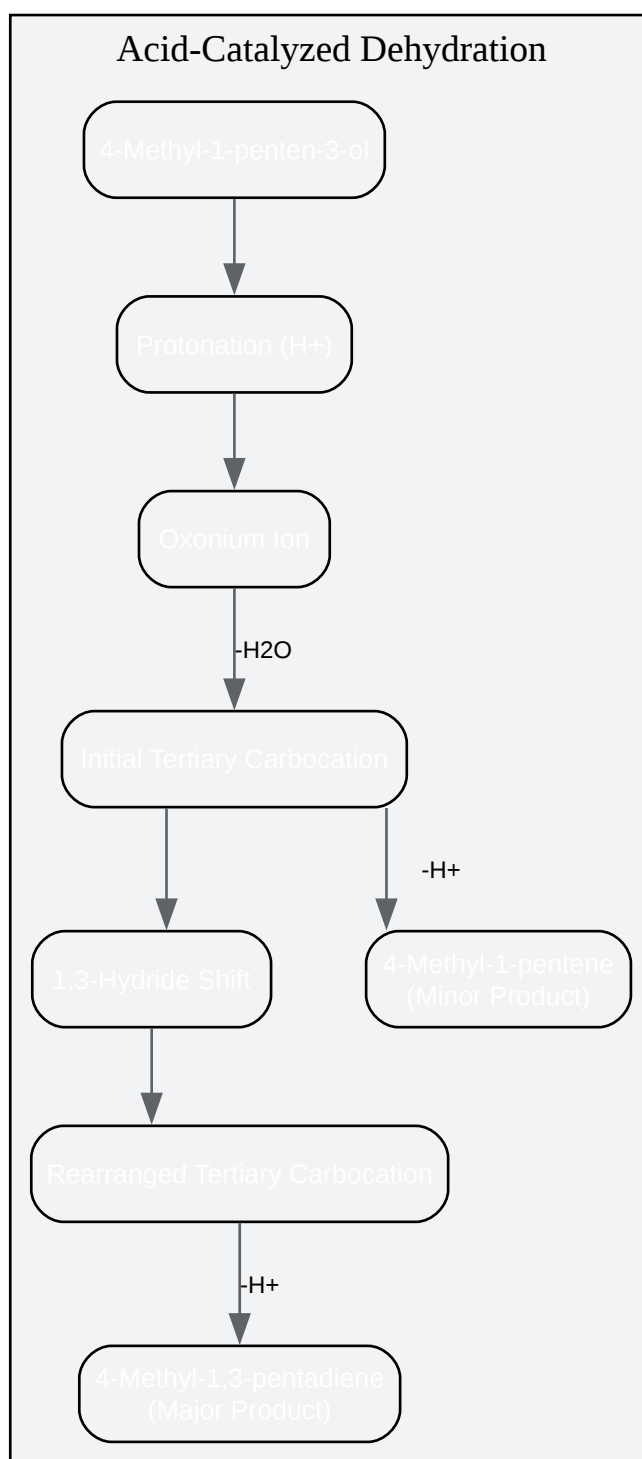 Acid-Catalyzed Dehydration
4-Methyl-1-penten-3-ol
Protonation (H+)
Oxonium Ion
-H2O
Initial Tertiary Carbocation
-H+
1,3-Hydride Shift
4-Methyl-1-pentene
(Minor Product)
Rearranged Tertiary Carbocation
-H+
4-Methyl-1,3-pentadiene
(Major Product)